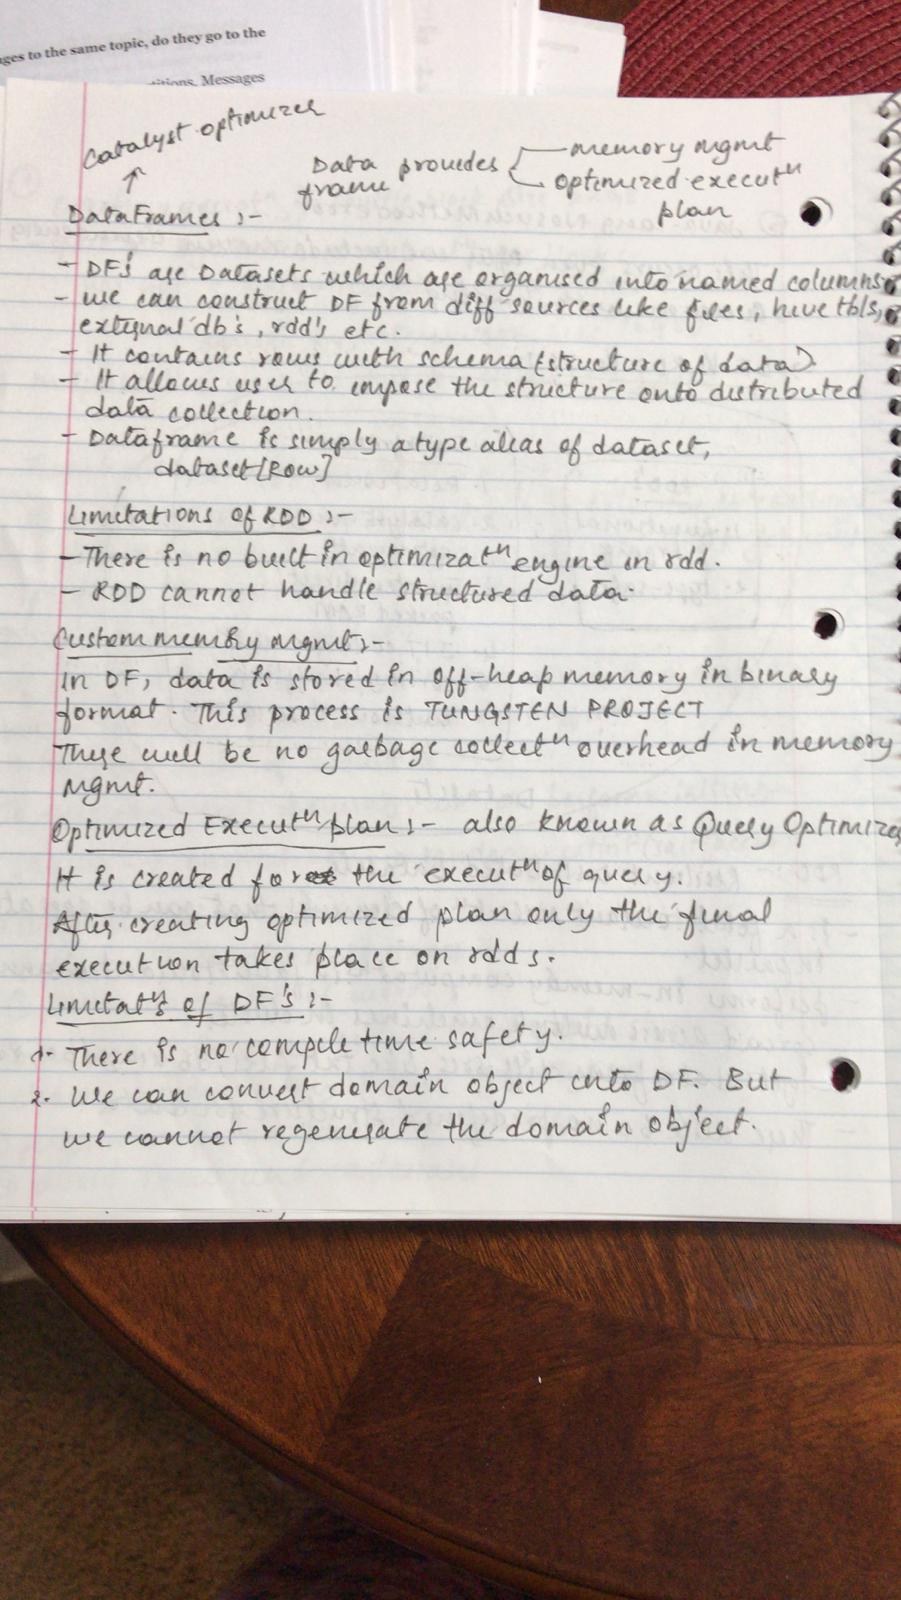 ges to the same topic, do they go to the
Messages
Catalyst optimizer
Data provides memory mgmt
frame optimized executn
plan
DataFrames :-
- DF's are Datasets which are organised into named columns
- we can construct DF from diff sources like files, hive tbls,
external db's, rdd's etc.
- It contains rows with schema (structure of data)
- It allows user to impose the structure onto distributed
data collection.
- Dataframe is simply a type alias of dataset,
dataset[Row]
Limitations of RDD :-
- There is no built in optimizatn engine in rdd.
- RDD cannot handle structured data.
Custom memory mgmt :-
In DF, data is stored in off-heap memory in binary
format. This process is TUNGSTEN PROJECT
There will be no garbage collectn overhead in memory
mgmt.
Optimized Executn plan :- also known as Query Optimizer
It is created for the executn of query.
After creating optimized plan only the final
execution takes place on rdds.
Limitatns of DF's :-
1. There is no compile time safety.
2. We can convert domain object into DF. But
we cannot regenerate the domain object.